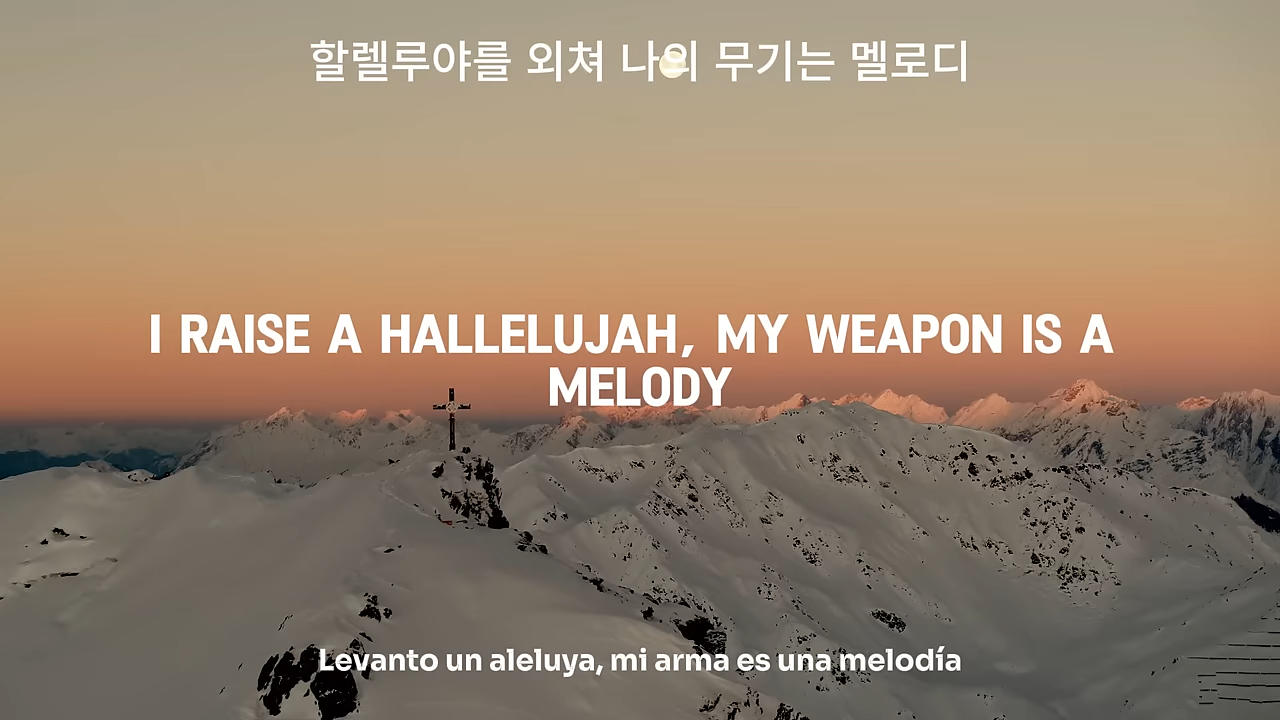 할렐루야를 외쳐 나의 무기는 멜로디
I RAISE A HALLELUJAH, MY WEAPON IS A
MELODY
Levanto un aleluya, mi arma es una melodía